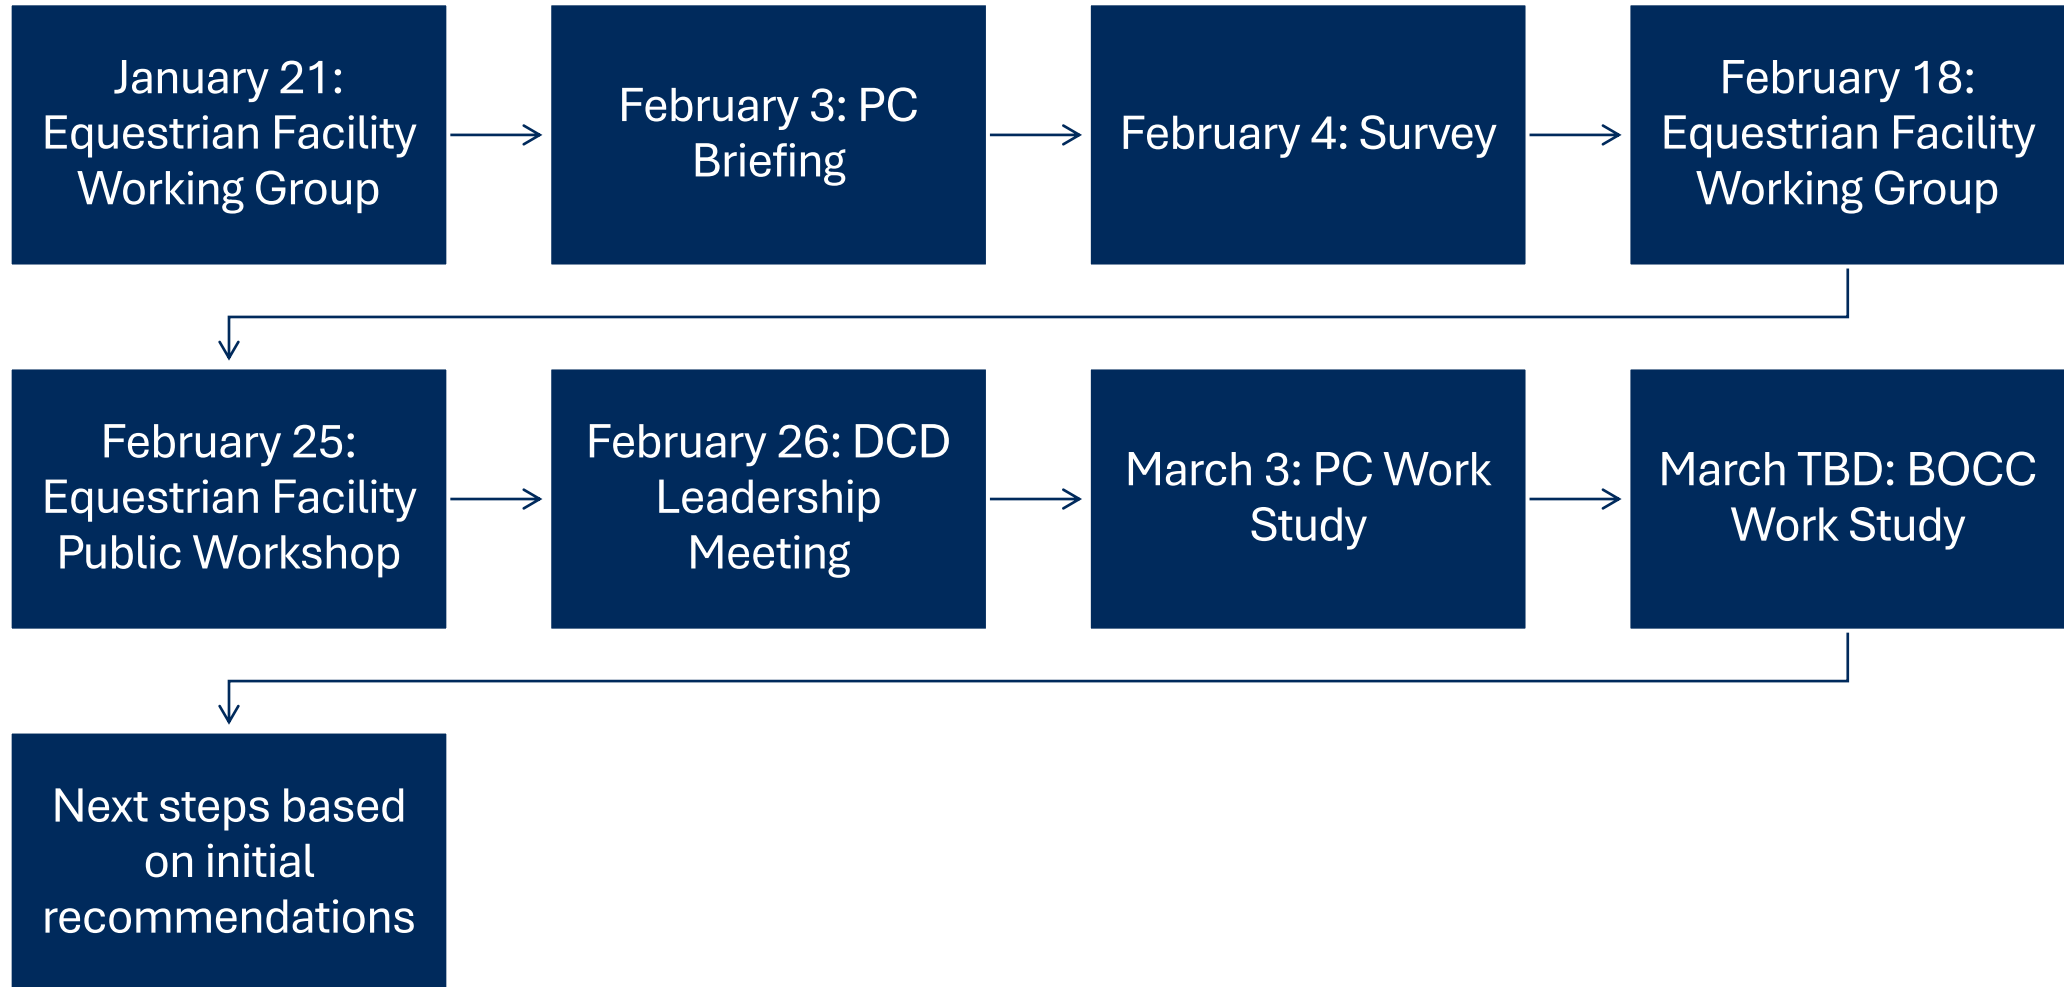 January 21:
Equestrian Facility
Working Group
February 3: PC
Briefing
February 4: Survey
February 18:
Equestrian Facility
Working Group
February 25:
Equestrian Facility
Public Workshop
February 26: DCD
Leadership
Meeting
March 3: PC Work
Study
March TBD: BOCC
Work Study
Next steps based
on initial
recommendations